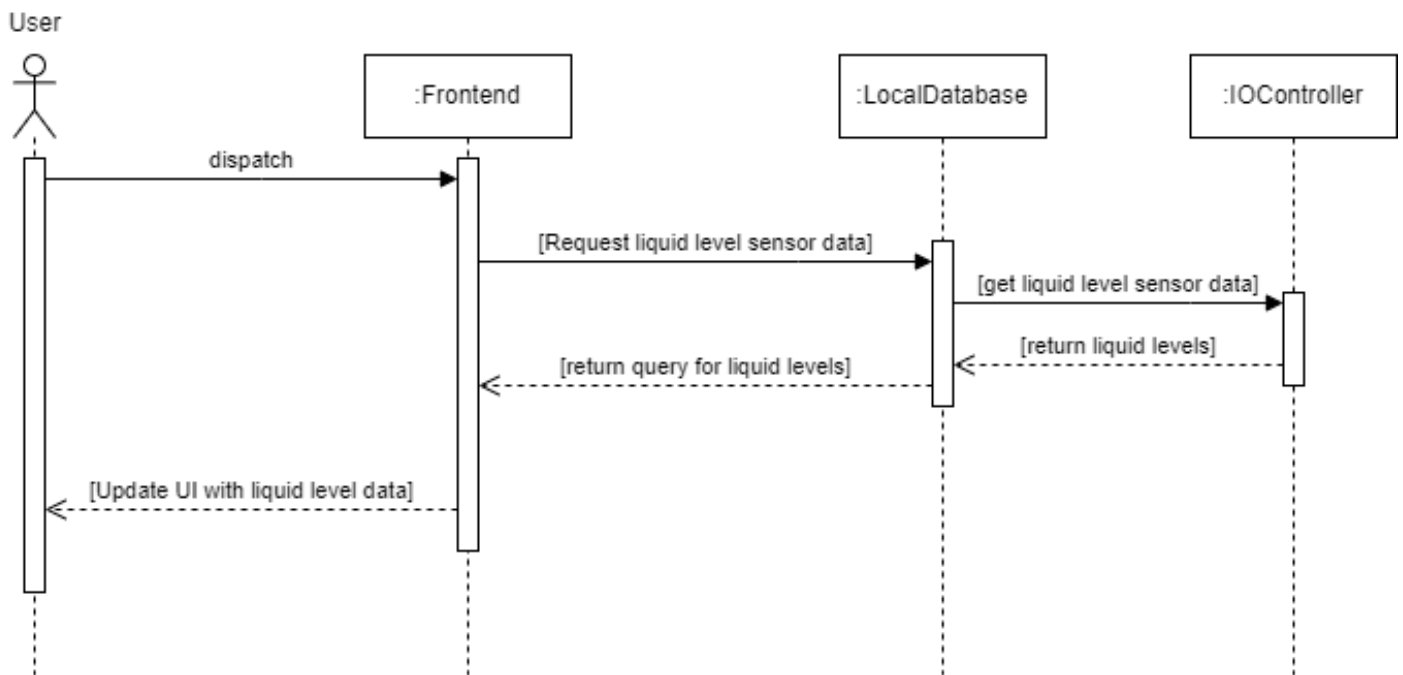 User
:Frontend
:LocalDatabase
:IOController
dispatch
[Request liquid level sensor data]
[get liquid level sensor data]
[return liquid levels]
[return query for liquid levels]
[Update UI with liquid level data]